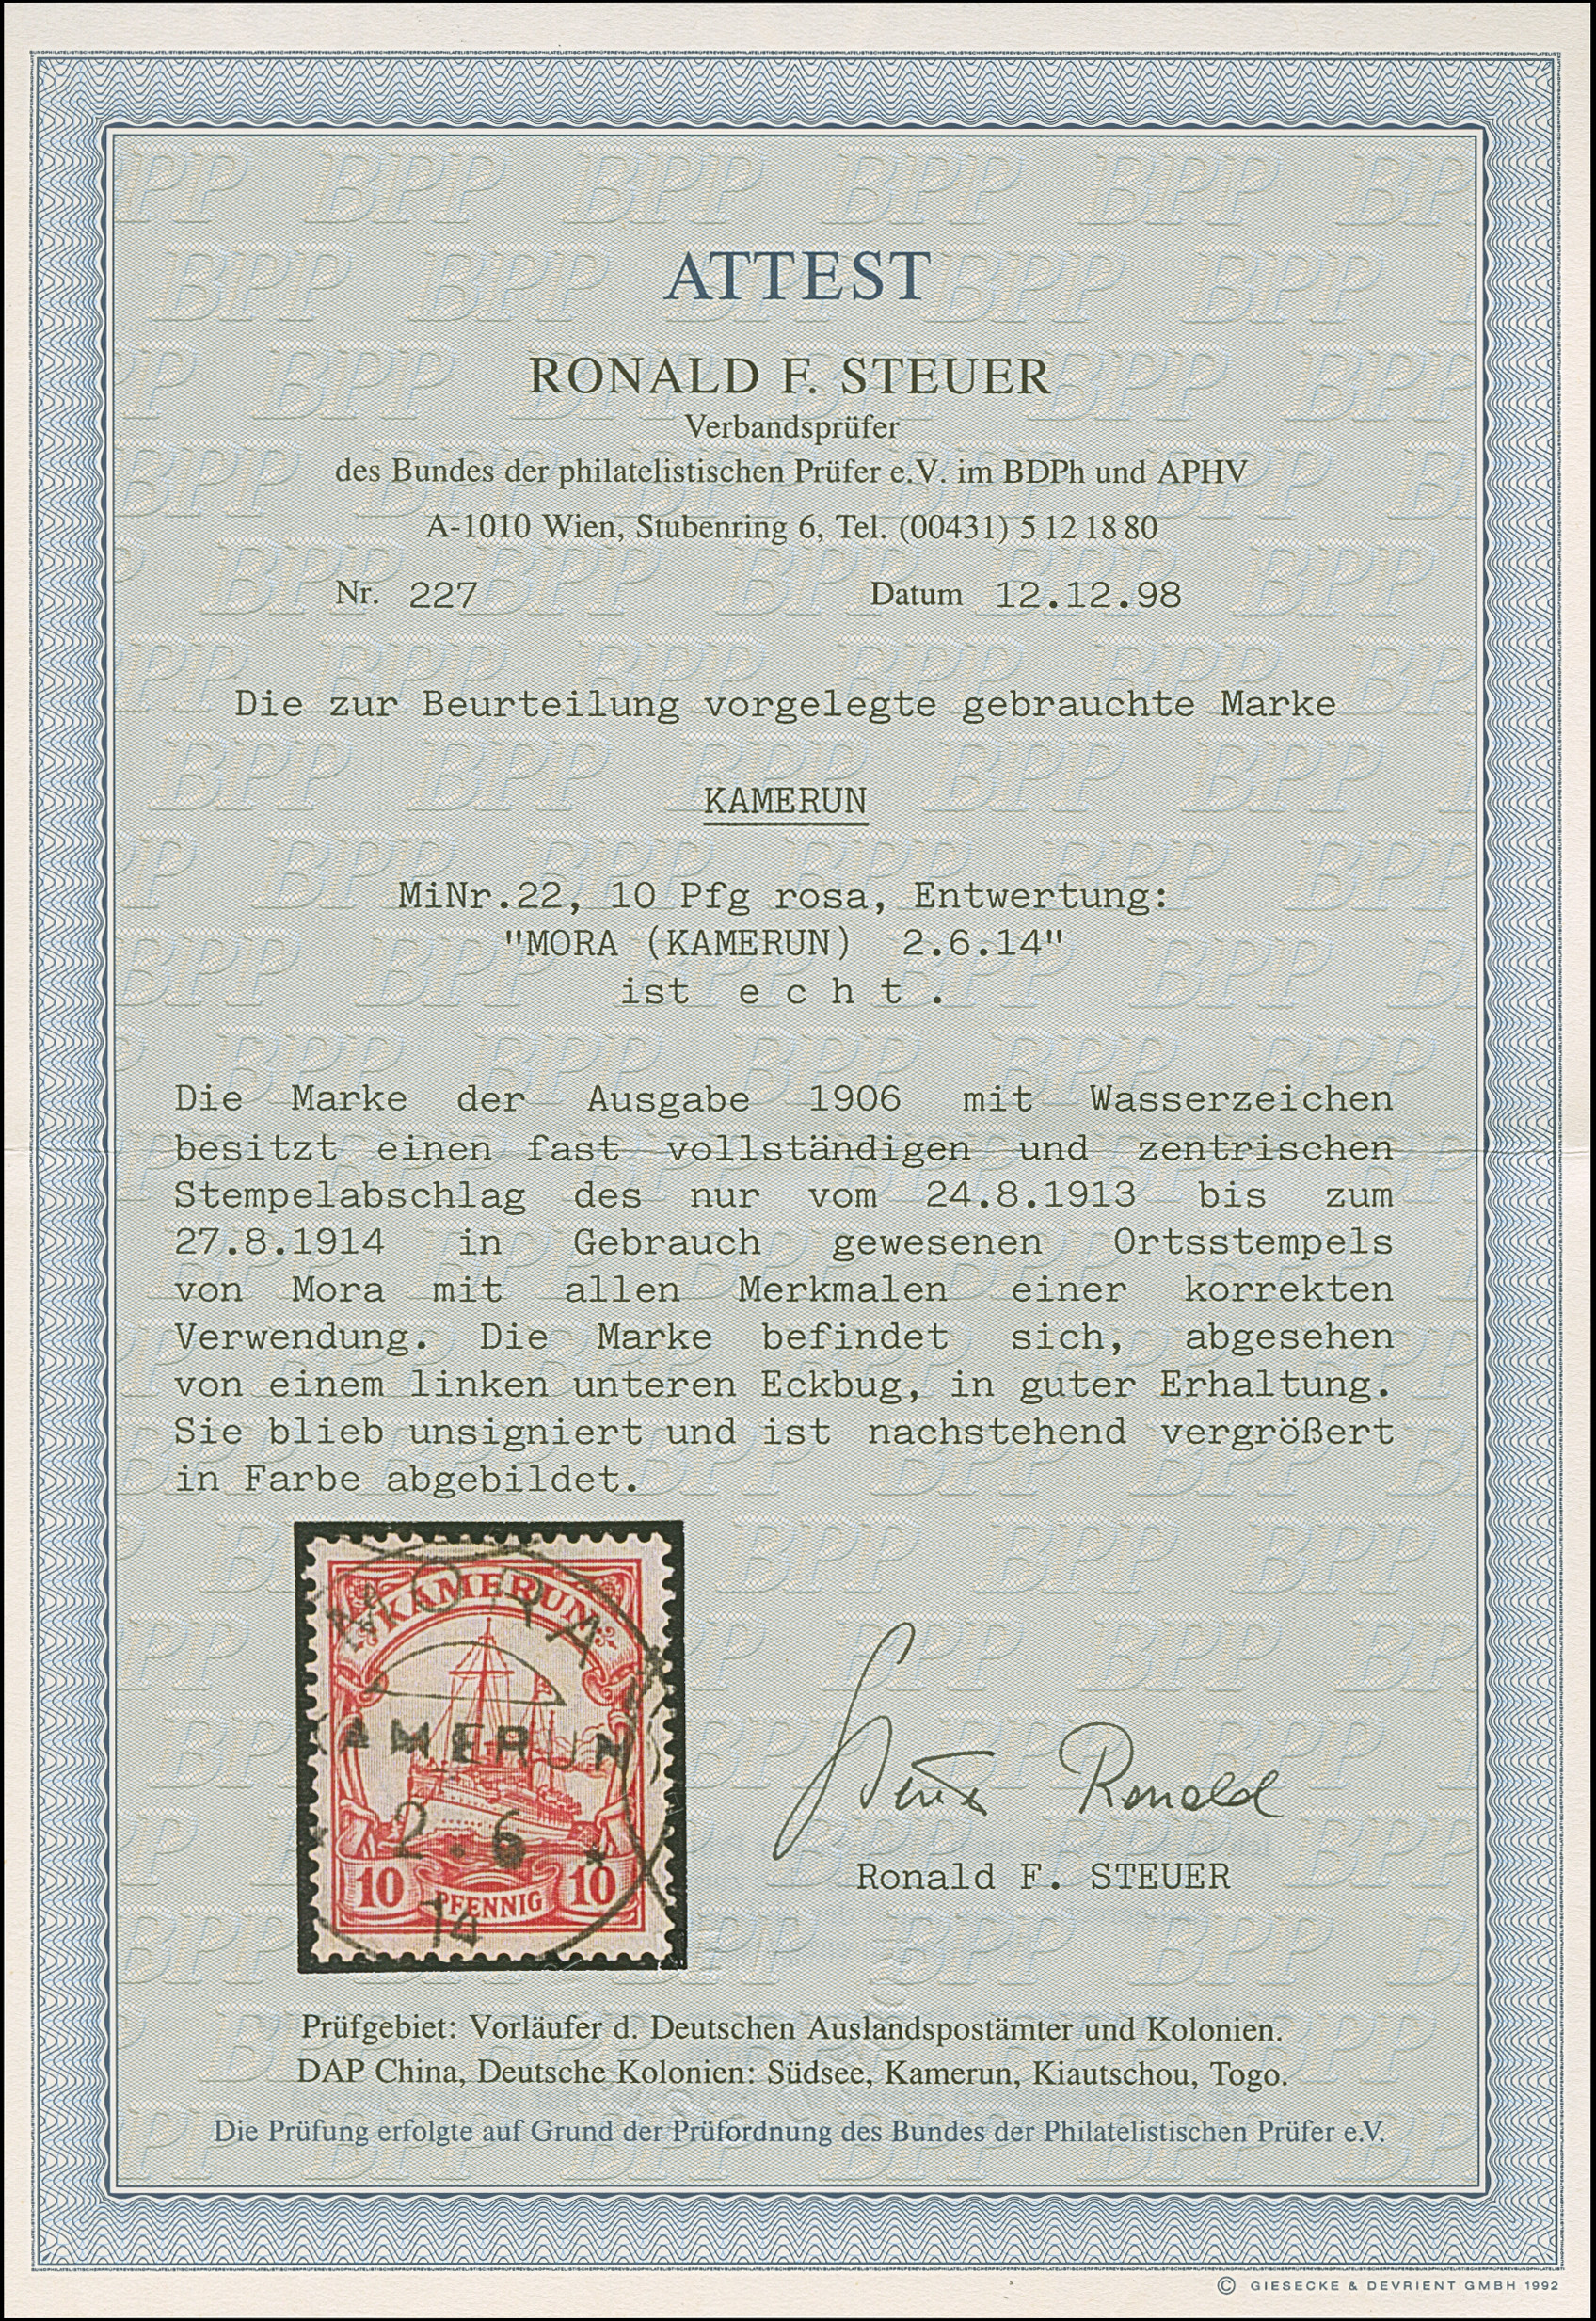 ATTEST
RONALD F. STEUER
Verbandsprüfer
des Bundes der philatelistischen Prüfer e.V. im BDPh und APHV
A-1010 Wien, Stubenring 6, Tel. (00431) 5 12 18 80
Nr. 227 Datum 12.12.98
Die zur Beurteilung vorgelegte gebrauchte Marke
KAMERUN
MiNr.22, 10 Pfg rosa, Entwertung:
"MORA (KAMERUN) 2.6.14"
ist e c h t .
Die Marke der Ausgabe 1906 mit Wasserzeichen
besitzt einen fast vollständigen und zentrischen
Stempelabschlag des nur vom 24.8.1913 bis zum
27.8.1914 in Gebrauch gewesenen Ortsstempels
von Mora mit allen Merkmalen einer korrekten
Verwendung. Die Marke befindet sich, abgesehen
von einem linken unteren Eckbug, in guter Erhaltung.
Sie blieb unsigniert und ist nachstehend vergrößert
in Farbe abgebildet.
KAMERUN
MORA
KAMERUN
2.6
14
10 PFENNIG 10
Ronald
Ronald F. STEUER
Prüfgebiet: Vorläufer d. Deutschen Auslandspostämter und Kolonien.
DAP China, Deutsche Kolonien: Südsee, Kamerun, Kiautschou, Togo.
Die Prüfung erfolgte auf Grund der Prüfordnung des Bundes der Philatelistischen Prüfer e.V.
© GIESECKE & DEVRIENT GMBH 1992